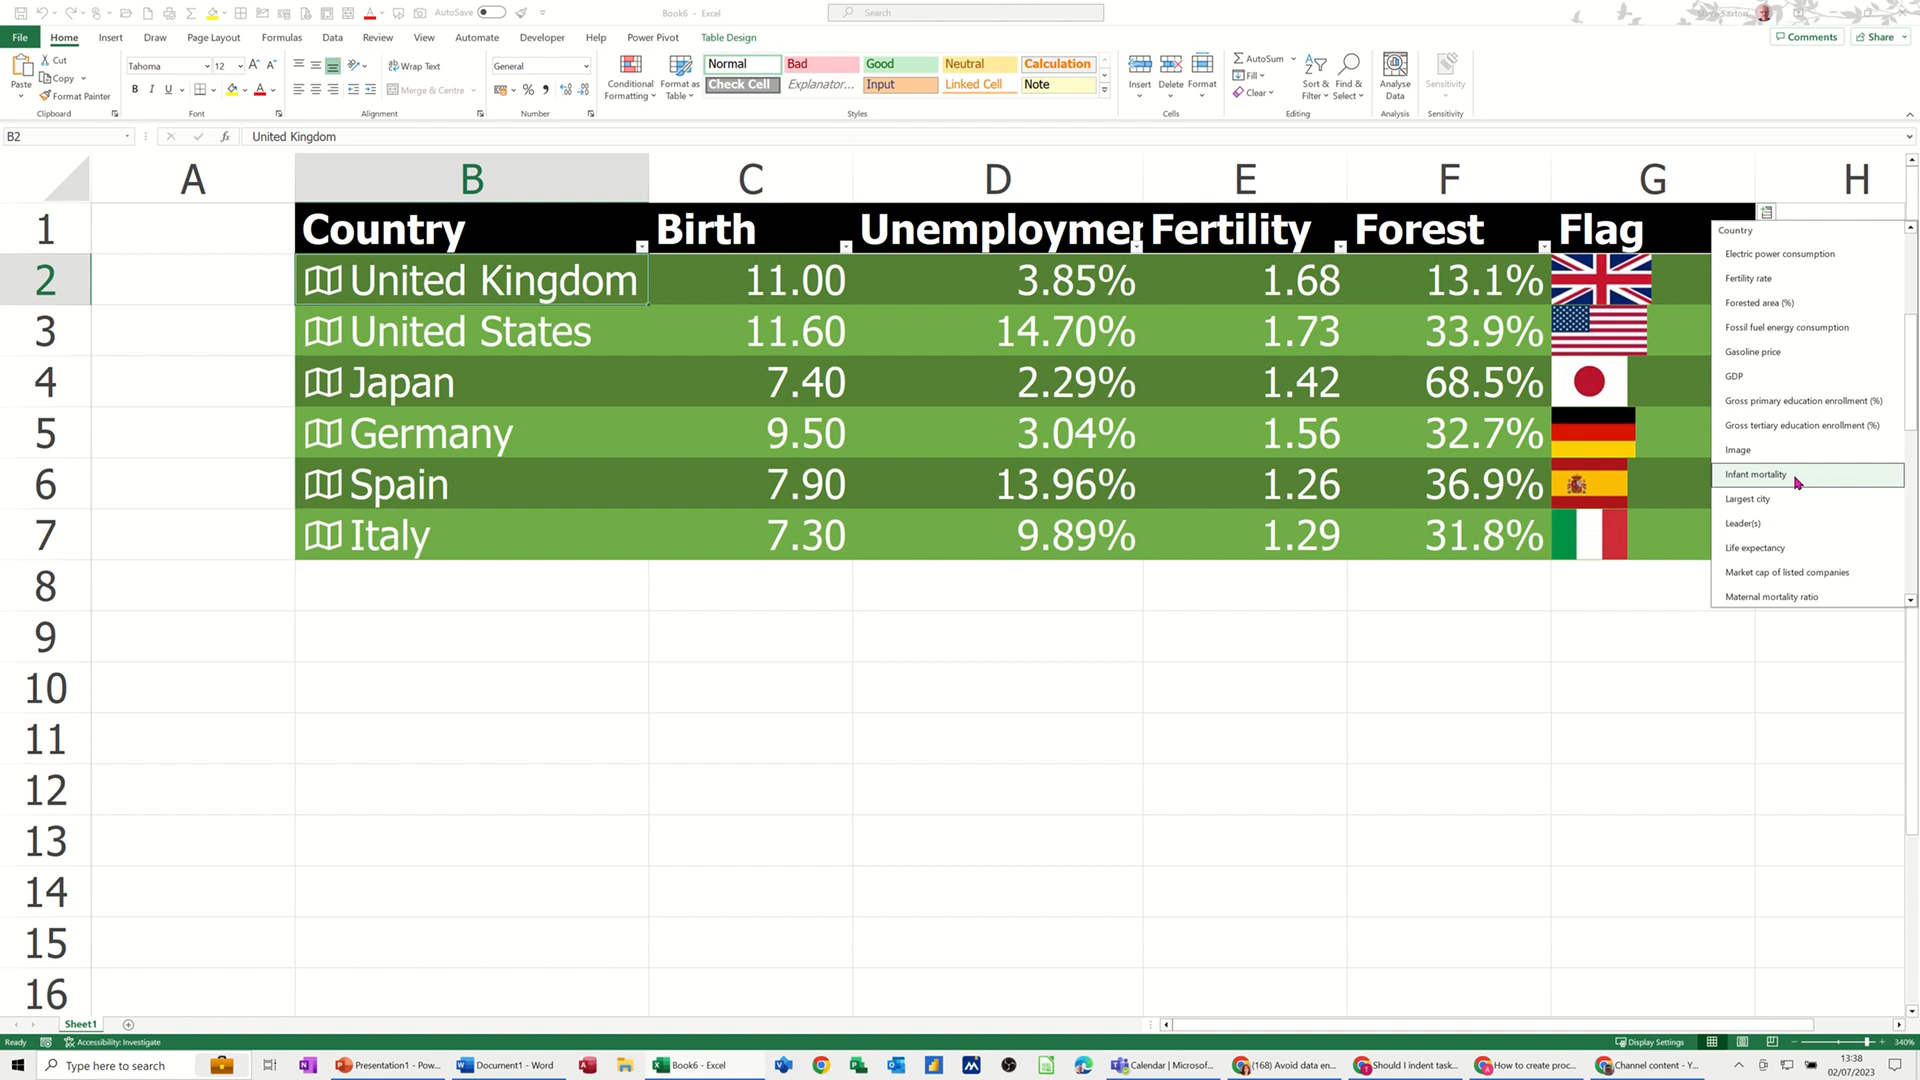 AutoSave
Book6 - Excel
Search
File Home Insert Draw Page Layout Formulas Data Review View Automate Developer Help Power Pivot Table Design
Comments Share
Paste Cut Copy Format Painter Clipboard
Tahoma 12 B I U Font
Wrap Text Merge & Centre Alignment
General % Number
Conditional Formatting Format as Table
Normal Bad Good Neutral Calculation
Check Cell Explanator... Input Linked Cell Note
Styles
Insert Delete Format Cells
AutoSum Fill Clear Sort & Filter Find & Select Editing
Analyse Data Analysis
Sensitivity Sensitivity
B2 fx United Kingdom
A B C D E F G H
1 Country Birth Unemploymer Fertility Forest Flag
2 United Kingdom 11.00 3.85% 1.68 13.1%
3 United States 11.60 14.70% 1.73 33.9%
4 Japan 7.40 2.29% 1.42 68.5%
5 Germany 9.50 3.04% 1.56 32.7%
6 Spain 7.90 13.96% 1.26 36.9%
7 Italy 7.30 9.89% 1.29 31.8%
8
9
10
11
12
13
14
15
16
Country
Electric power consumption
Fertility rate
Forested area (%)
Fossil fuel energy consumption
Gasoline price
GDP
Gross primary education enrollment (%)
Gross tertiary education enrollment (%)
Image
Infant mortality
Largest city
Leader(s)
Life expectancy
Market cap of listed companies
Maternal mortality ratio
Sheet1
Ready Accessibility: Investigate Display Settings 340%
Type here to search
Presentation1 - Pow... Document1 - Word Book6 - Excel Calendar | Microsof... (168) Avoid data en... Should I indent task... How to create proc... Channel content - Y...
13:38
02/07/2023